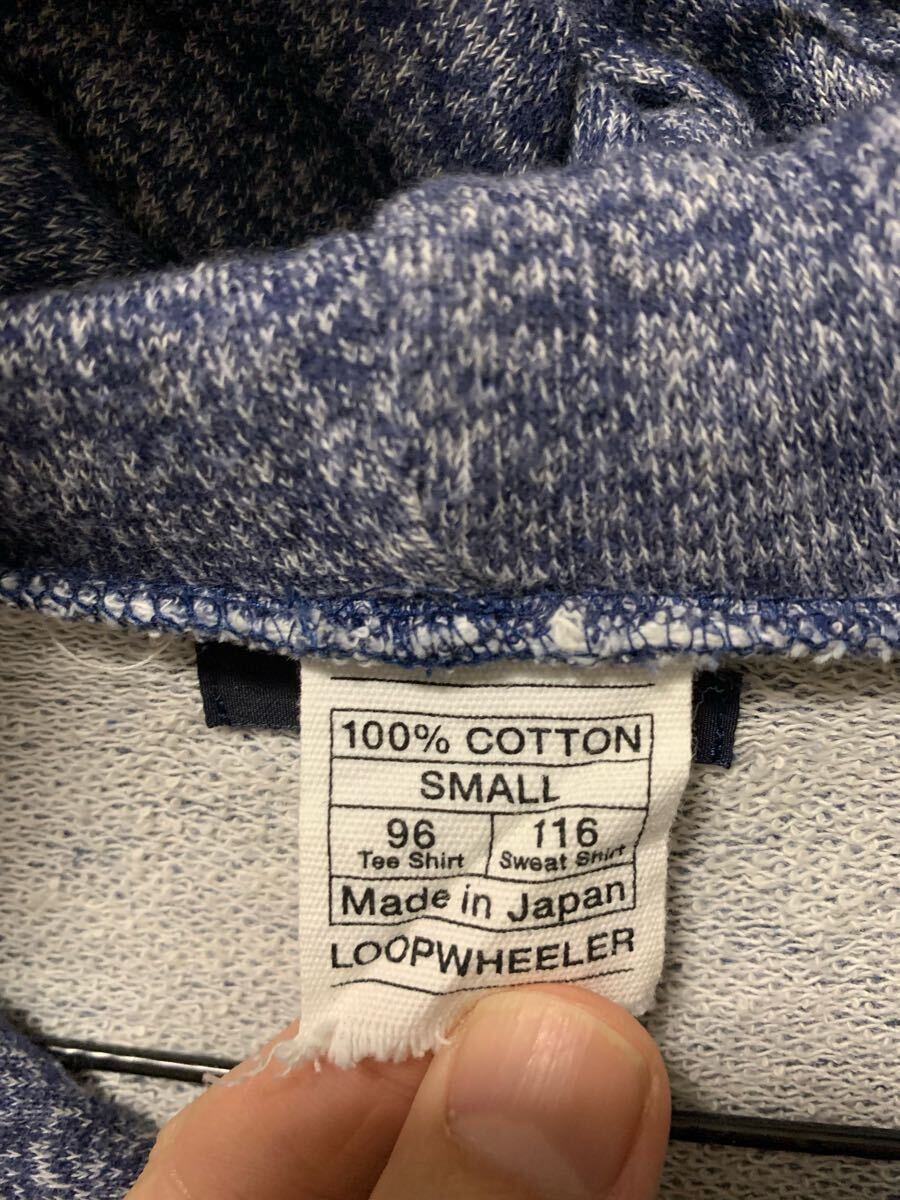 100% COTTON
SMALL
96 116
Tee Shirt Sweat Shirt
Made in Japan
LOOPWHEELER